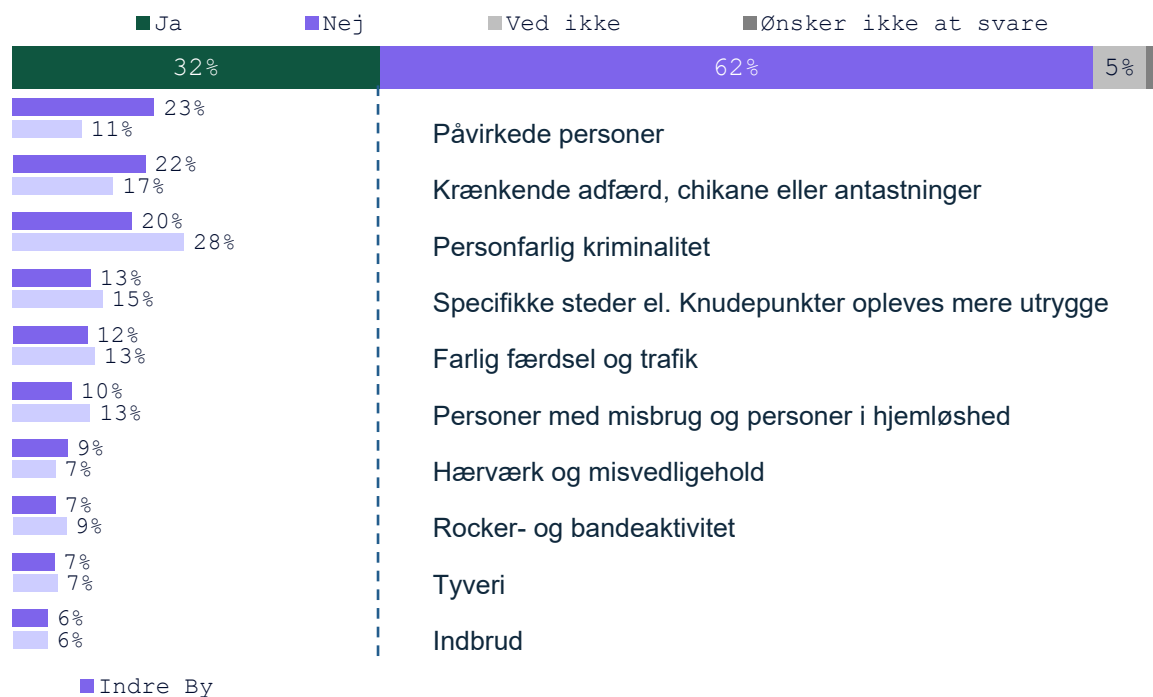 Ja Nej Ved ikke Ønsker ikke at svare
32% 62% 5%
23%
11%
Påvirkede personer
22%
17%
Krænkende adfærd, chikane eller antastninger
20%
28%
Personfarlig kriminalitet
13%
15%
Specifikke steder el. Knudepunkter opleves mere utrygge
12%
13%
Farlig færdsel og trafik
10%
13%
Personer med misbrug og personer i hjemløshed
9%
7%
Hærværk og misvedligehold
7%
9%
Rocker- og bandeaktivitet
7%
7%
Tyveri
6%
6%
Indbrud
Indre By